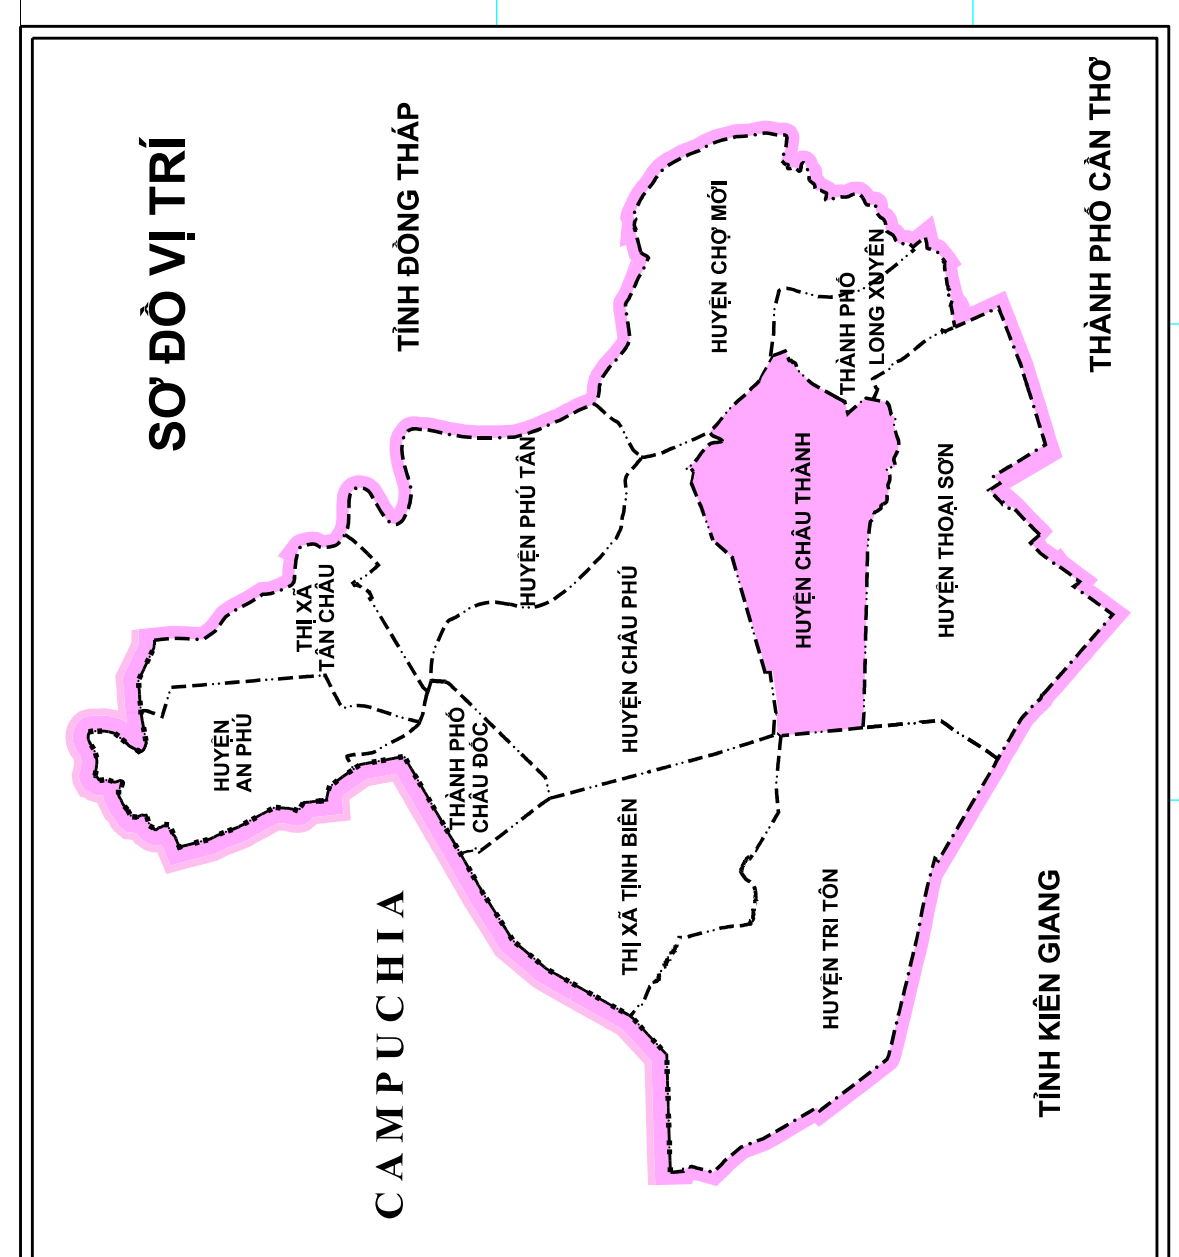 SƠ ĐỒ VỊ TRÍ
TỈNH ĐỒNG THÁP
THÀNH PHỐ CẦN THƠ
HUYỆN CHỢ MỚI
THÀNH PHỐ
LONG XUYÊN
HUYỆN PHÚ TÂN
THỊ XÃ
TÂN CHÂU
HUYỆN CHÂU PHÚ
HUYỆN CHÂU THÀNH
HUYỆN THOẠI SƠN
HUYỆN
AN PHÚ
THÀNH PHỐ
CHÂU ĐỐC
THỊ XÃ TỊNH BIÊN
HUYỆN TRI TÔN
CAMPUCHIA
TỈNH KIÊN GIANG